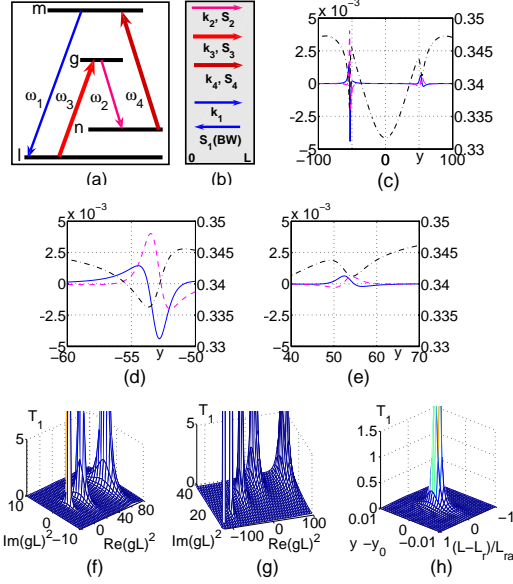 m
g
n
l
ω1
ω3
ω2
ω4
(a)
k2, S2
k3, S3
k4, S4
k1
S1(BW)
0 L
(b)
x 10−3
5
2.5
0
−2.5
−5
0.35
0.345
0.34
0.335
0.33
−100 0 y 100
(c)
x 10−3
5
2.5
0
−2.5
−5
0.35
0.345
0.34
0.335
0.33
−60 −55 y −50
(d)
x 10−3
5
2.5
0
−2.5
−5
0.35
0.345
0.34
0.335
0.33
40 50 60 y 70
(e)
T1
5
0
10
0
−10
Im(gL)2
0
40
80
Re(gL)2
(f)
T1
5
0
40
20
Im(gL)2
−100
0
100
Re(gL)2
(g)
T1
1.5
1
0.5
0
0.01
0
−0.01
y −y0
1
0
−1
(L−Lr)/Lra
(h)